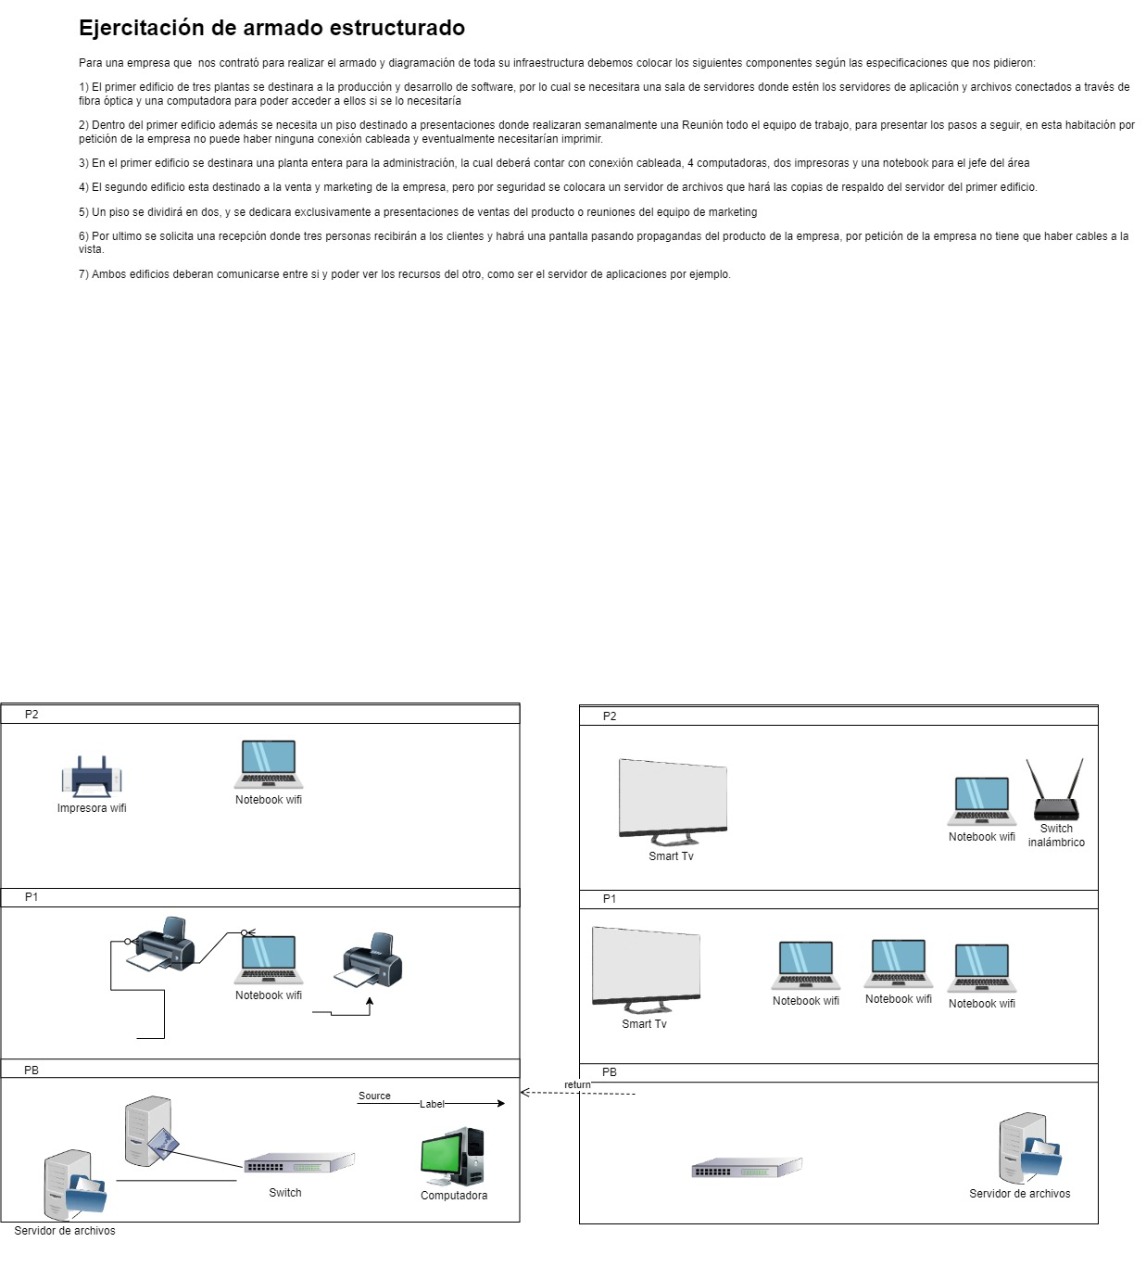 Ejercitación de armado estructurado
Para una empresa que  nos contrató para realizar el armado y diagramación de toda su infraestructura debemos colocar los siguientes componentes según las especificaciones que nos pidieron:
1) El primer edificio de tres plantas se destinara a la producción y desarrollo de software, por lo cual se necesitara una sala de servidores donde estén los servidores de aplicación y archivos conectados a través de
fibra óptica y una computadora para poder acceder a ellos si se lo necesitaría
2) Dentro del primer edificio además se necesita un piso destinado a presentaciones donde realizaran semanalmente una Reunión todo el equipo de trabajo, para presentar los pasos a seguir, en esta habitación por
petición de la empresa no puede haber ninguna conexión cableada y eventualmente necesitarían imprimir.
3) En el primer edificio se destinara una planta entera para la administración, la cual deberá contar con conexión cableada, 4 computadoras, dos impresoras y una notebook para el jefe del área
4) El segundo edificio esta destinado a la venta y marketing de la empresa, pero por seguridad se colocara un servidor de archivos que hará las copias de respaldo del servidor del primer edificio.
5) Un piso se dividirá en dos, y se dedicara exclusivamente a presentaciones de ventas del producto o reuniones del equipo de marketing
6) Por ultimo se solicita una recepción donde tres personas recibirán a los clientes y habrá una pantalla pasando propagandas del producto de la empresa, por petición de la empresa no tiene que haber cables a la
vista.
7) Ambos edificios deberan comunicarse entre si y poder ver los recursos del otro, como ser el servidor de aplicaciones por ejemplo.
P2
Impresora wifi
Notebook wifi
P1
Notebook wifi
PB
Source
Label
Switch
Computadora
Servidor de archivos
return
P2
Smart Tv
Notebook wifi
Switch
inalámbrico
P1
Smart Tv
Notebook wifi
Notebook wifi
Notebook wifi
PB
Servidor de archivos